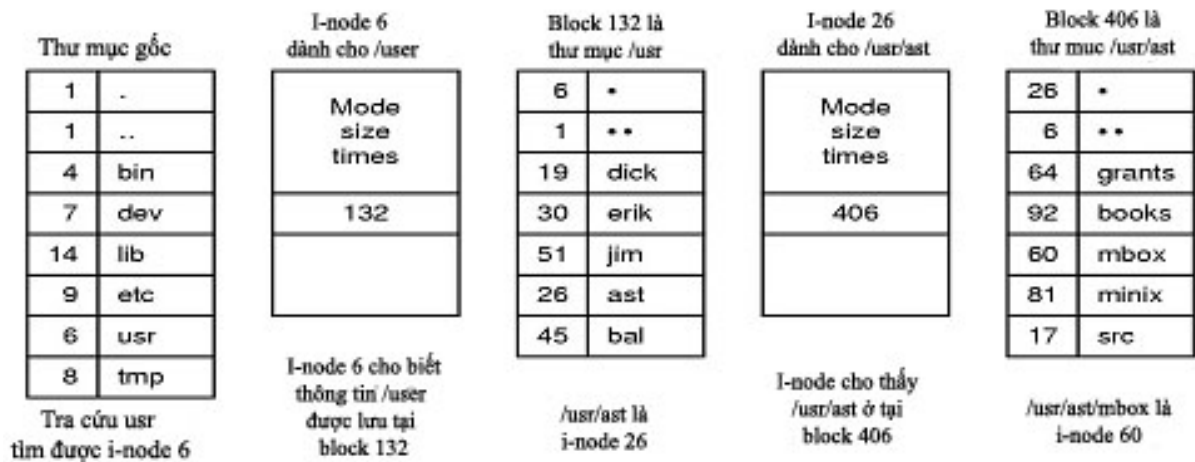 Thư mục gốc
1 .
1 ..
4 bin
7 dev
14 lib
9 etc
6 usr
8 tmp
Tra cứu usr
tìm được i-node 6
I-node 6
dành cho /user
Mode
size
times
132
I-node 6 cho biết
thông tin /user
được lưu tại
block 132
Block 132 là
thư mục /usr
6 •
1 ••
19 dick
30 erik
51 jim
26 ast
45 bal
/usr/ast là
i-node 26
I-node 26
dành cho /usr/ast
Mode
size
times
406
I-node cho thấy
/usr/ast ở tại
block 406
Block 406 là
thư muc /usr/ast
26 •
6 ••
64 grants
92 books
60 mbox
81 minix
17 src
/usr/ast/mbox là
i-node 60